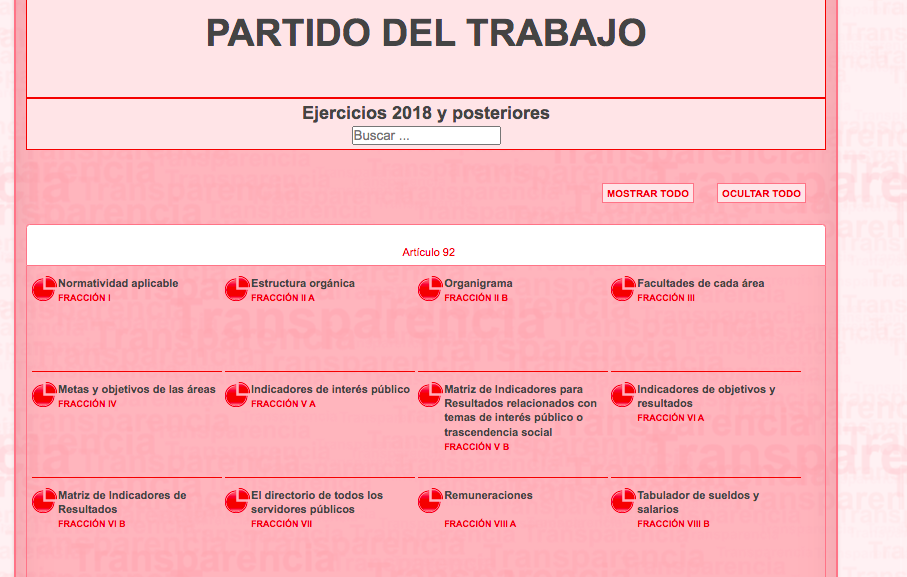 PARTIDO DEL TRABAJO
Ejercicios 2018 y posteriores
Buscar ...
MOSTRAR TODO
OCULTAR TODO
Artículo 92
Normatividad aplicable
FRACCIÓN I
Estructura orgánica
FRACCIÓN II A
Organigrama
FRACCIÓN II B
Facultades de cada área
FRACCIÓN III
Metas y objetivos de las áreas
FRACCIÓN IV
Indicadores de interés público
FRACCIÓN V A
Matriz de Indicadores para
Resultados relacionados con
temas de interés público o
trascendencia social
FRACCIÓN V B
Indicadores de objetivos y
resultados
FRACCIÓN VI A
Matriz de Indicadores de
Resultados
FRACCIÓN VI B
El directorio de todos los
servidores públicos
FRACCIÓN VII
Remuneraciones
FRACCIÓN VIII A
Tabulador de sueldos y
salarios
FRACCIÓN VIII B
Transparencia